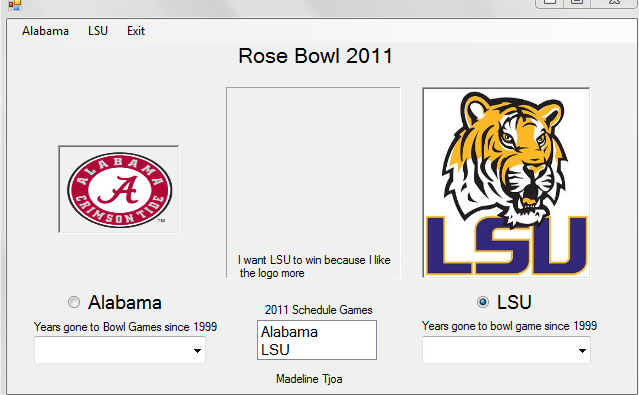 Alabama LSU Exit
Rose Bowl 2011
ALABAMA
A
CRIMSON TIDE
TM
LSU
I want LSU to win because I like
the logo more
Alabama
LSU
2011 Schedule Games
Years gone to Bowl Games since 1999
Years gone to bowl game since 1999
Alabama
LSU
Madeline Tjoa